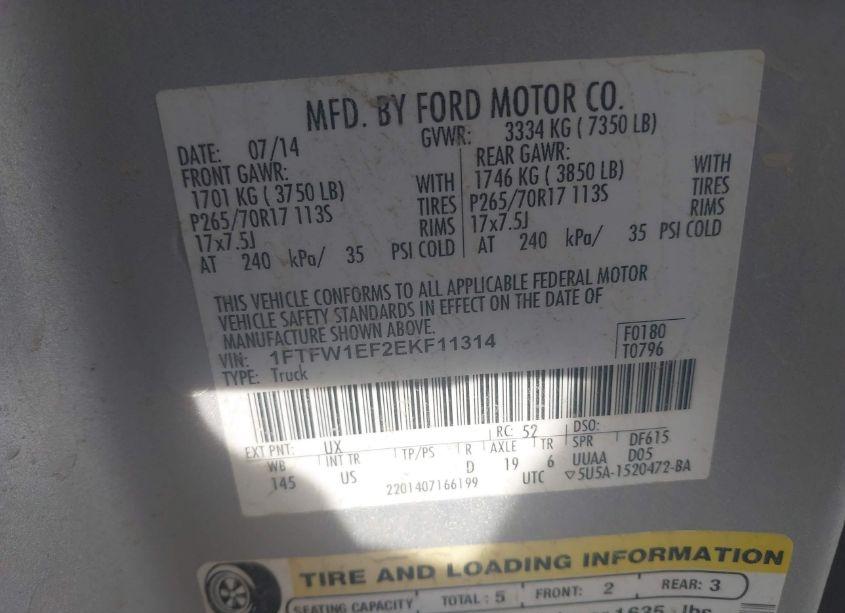 MFD. BY FORD MOTOR CO.
DATE: 07/14 GVWR: 3334 KG ( 7350 LB)
FRONT GAWR: REAR GAWR:
1701 KG ( 3750 LB) WITH 1746 KG ( 3850 LB) WITH
P265/70R17 113S TIRES P265/70R17 113S TIRES
17x7.5J RIMS 17x7.5J RIMS
AT 240 kPa/ 35 PSI COLD AT 240 kPa/ 35 PSI COLD
THIS VEHICLE CONFORMS TO ALL APPLICABLE FEDERAL MOTOR
VEHICLE SAFETY STANDARDS IN EFFECT ON THE DATE OF
MANUFACTURE SHOWN ABOVE.
VIN: 1FTFW1EF2EKF11314 F0180
TYPE: Truck T0796
EXT PNT: UX RC: 52 DSO:
WB INT TR TP/PS R AXLE TR SPR DF615
145 US D 19 6 UUAA D05
2201407166199 UTC ▽5U5A-1520472-BA
TIRE AND LOADING INFORMATION
SEATING CAPACITY TOTAL : 5 FRONT: 2 REAR: 3
1635 lbs